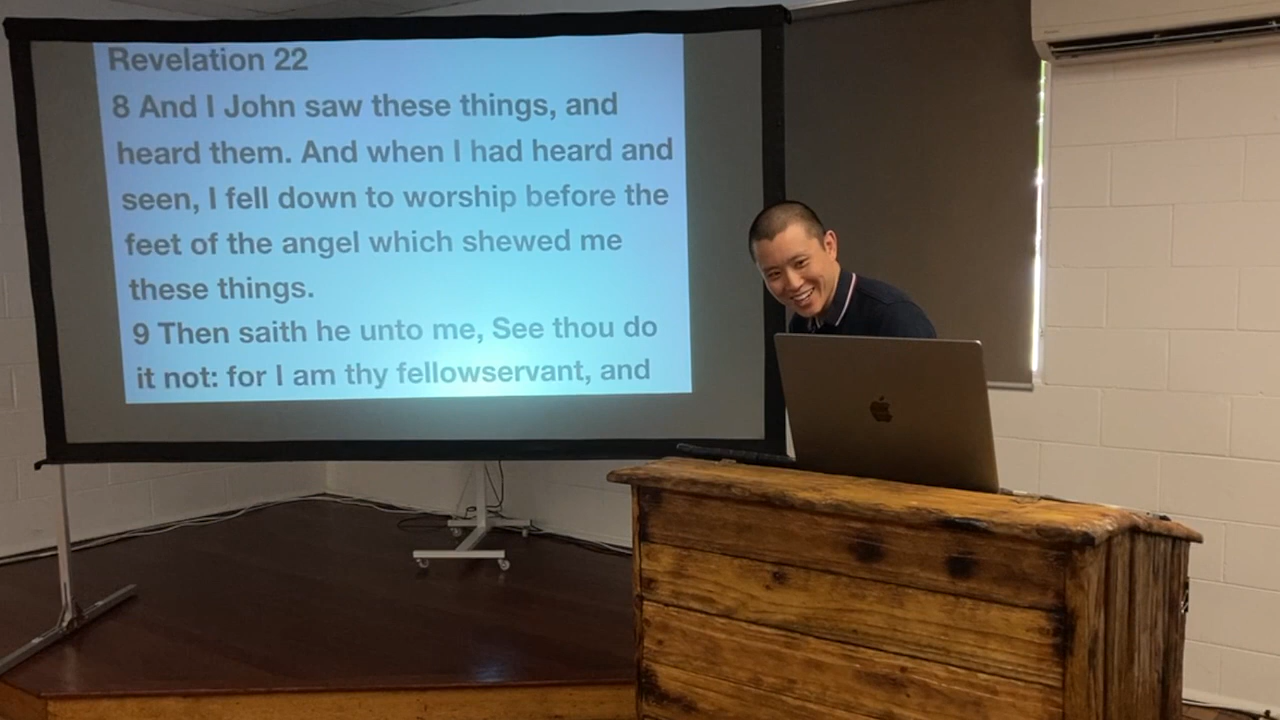 Revelation 22
8 And I John saw these things, and
heard them. And when I had heard and
seen, I fell down to worship before the
feet of the angel which shewed me
these things.
9 Then saith he unto me, See thou do
it not: for I am thy fellowservant, and